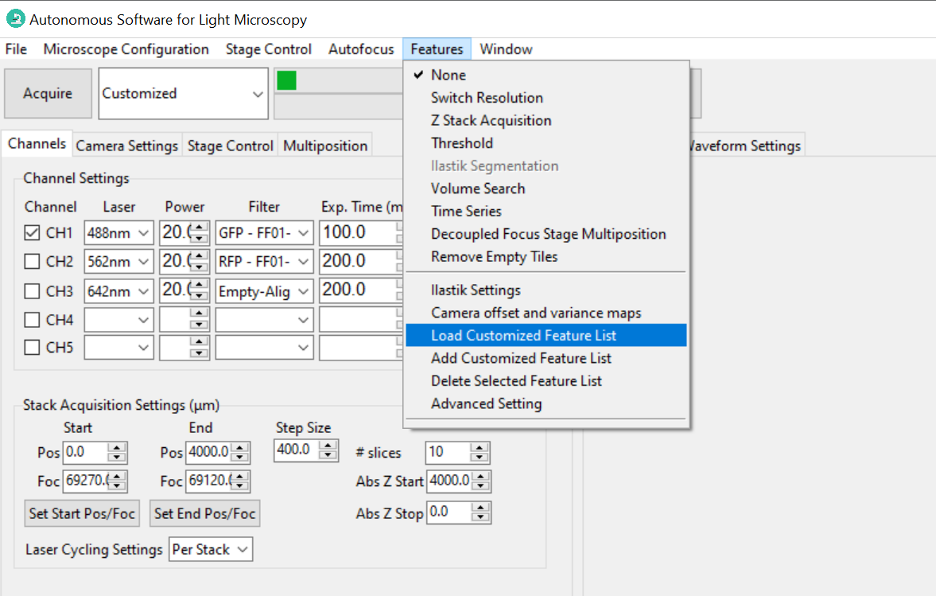 Autonomous Software for Light Microscopy
File Microscope Configuration Stage Control Autofocus Features Window
Acquire Customized
None
Switch Resolution
Z Stack Acquisition
Threshold
Ilastik Segmentation
Volume Search
Time Series
Decoupled Focus Stage Multiposition
Remove Empty Tiles
Ilastik Settings
Camera offset and variance maps
Load Customized Feature List
Add Customized Feature List
Delete Selected Feature List
Advanced Setting
Channels Camera Settings Stage Control Multiposition Waveform Settings
Channel Settings
Channel Laser Power Filter Exp. Time (m
CH1 488nm 20.( GFP - FF01- 100.0
CH2 562nm 20.( RFP - FF01- 200.0
CH3 642nm 20.( Empty-Alig 200.0
CH4
CH5
Stack Acquisition Settings (μm)
Start End Step Size
Pos 0.0 Pos 4000.0 400.0 # slices 10
Foc 69270.( Foc 69120.( Abs Z Start 4000.0
Set Start Pos/Foc Set End Pos/Foc Abs Z Stop 0.0
Laser Cycling Settings Per Stack